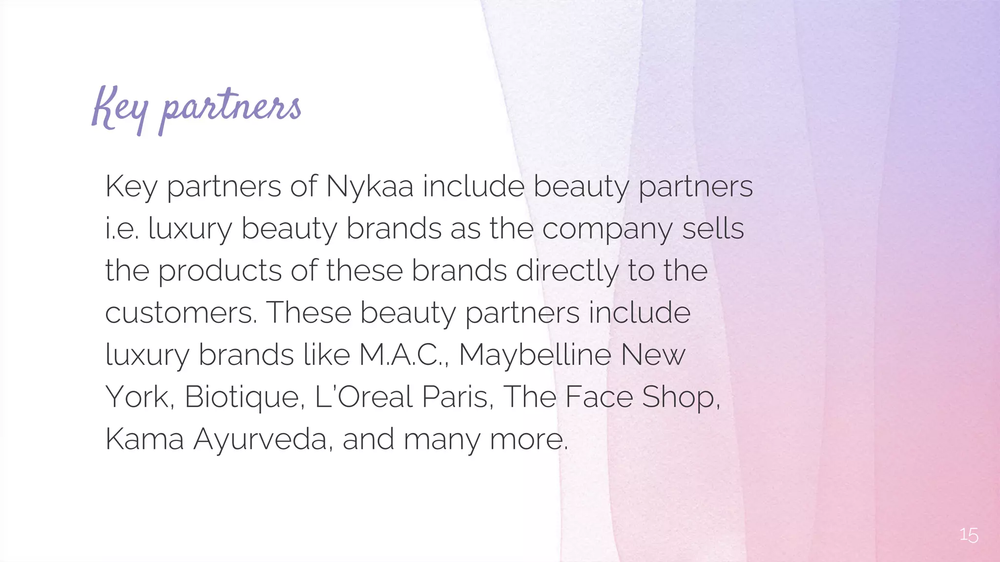 Key partners
Key partners of Nykaa include beauty partners
i.e. luxury beauty brands as the company sells
the products of these brands directly to the
customers. These beauty partners include
luxury brands like M.A.C., Maybelline New
York, Biotique, L’Oreal Paris, The Face Shop,
Kama Ayurveda, and many more.
15